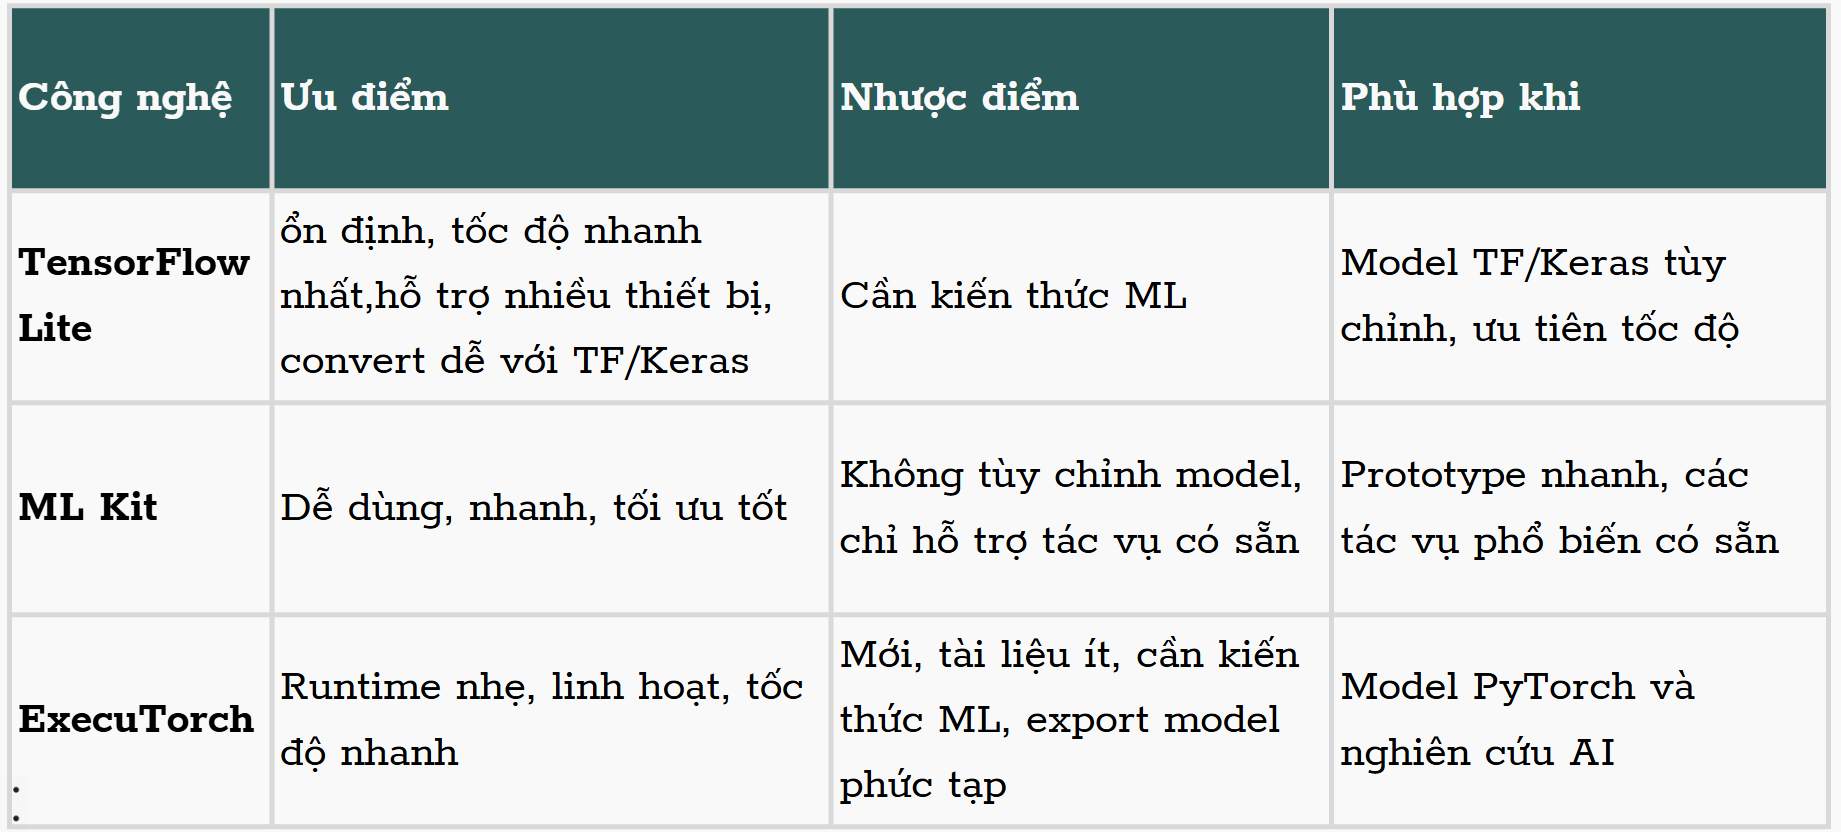 Công nghệ
Ưu điểm
Nhược điểm
Phù hợp khi
TensorFlow
Lite
ổn định, tốc độ nhanh
nhất,hỗ trợ nhiều thiết bị,
convert dễ với TF/Keras
Cần kiến thức ML
Model TF/Keras tùy
chỉnh, ưu tiên tốc độ
ML Kit
Dễ dùng, nhanh, tối ưu tốt
Không tùy chỉnh model,
chỉ hỗ trợ tác vụ có sẵn
Prototype nhanh, các
tác vụ phổ biến có sẵn
ExecuTorch
Runtime nhẹ, linh hoạt, tốc
độ nhanh
Mới, tài liệu ít, cần kiến
thức ML, export model
phức tạp
Model PyTorch và
nghiên cứu AI